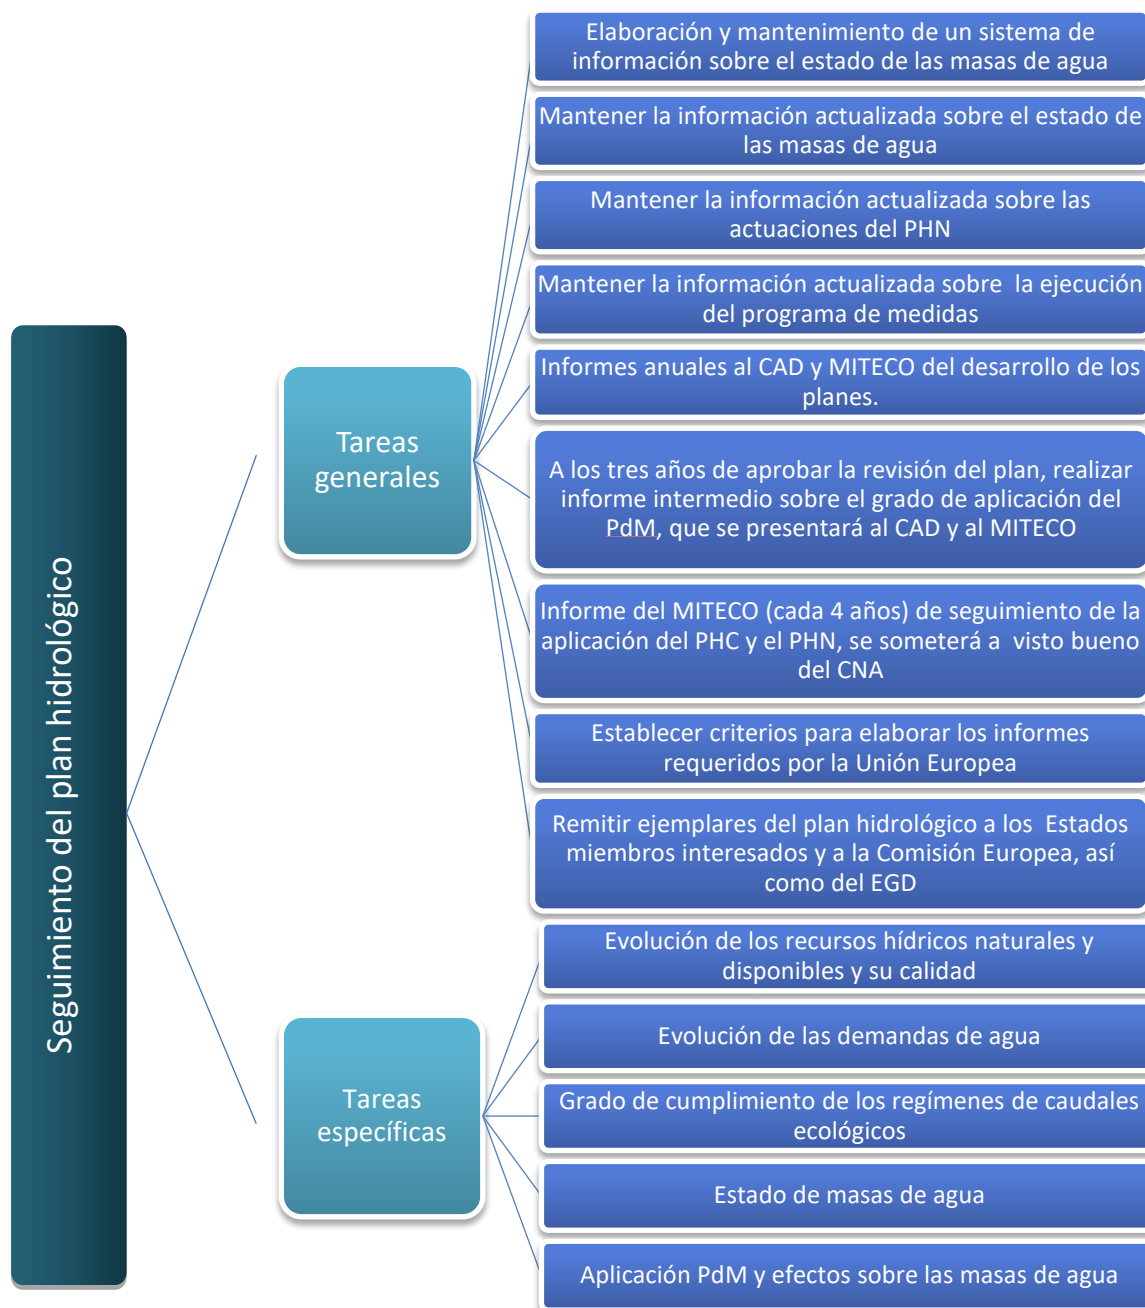 Seguimiento del plan hidrológico
Tareas
generales
Elaboración y mantenimiento de un sistema de
información sobre el estado de las masas de agua
Mantener la información actualizada sobre el estado de
las masas de agua
Mantener la información actualizada sobre las
actuaciones del PHN
Mantener la información actualizada sobre la ejecución
del programa de medidas
Informes anuales al CAD y MITECO del desarrollo de los
planes.
A los tres años de aprobar la revisión del plan, realizar
informe intermedio sobre el grado de aplicación del
PdM, que se presentará al CAD y al MITECO
Informe del MITECO (cada 4 años) de seguimiento de la
aplicación del PHC y el PHN, se someterá a visto bueno
del CNA
Establecer criterios para elaborar los informes
requeridos por la Unión Europea
Remitir ejemplares del plan hidrológico a los Estados
miembros interesados y a la Comisión Europea, así
como del EGD
Tareas
específicas
Evolución de los recursos hídricos naturales y
disponibles y su calidad
Evolución de las demandas de agua
Grado de cumplimiento de los regímenes de caudales
ecológicos
Estado de masas de agua
Aplicación PdM y efectos sobre las masas de agua